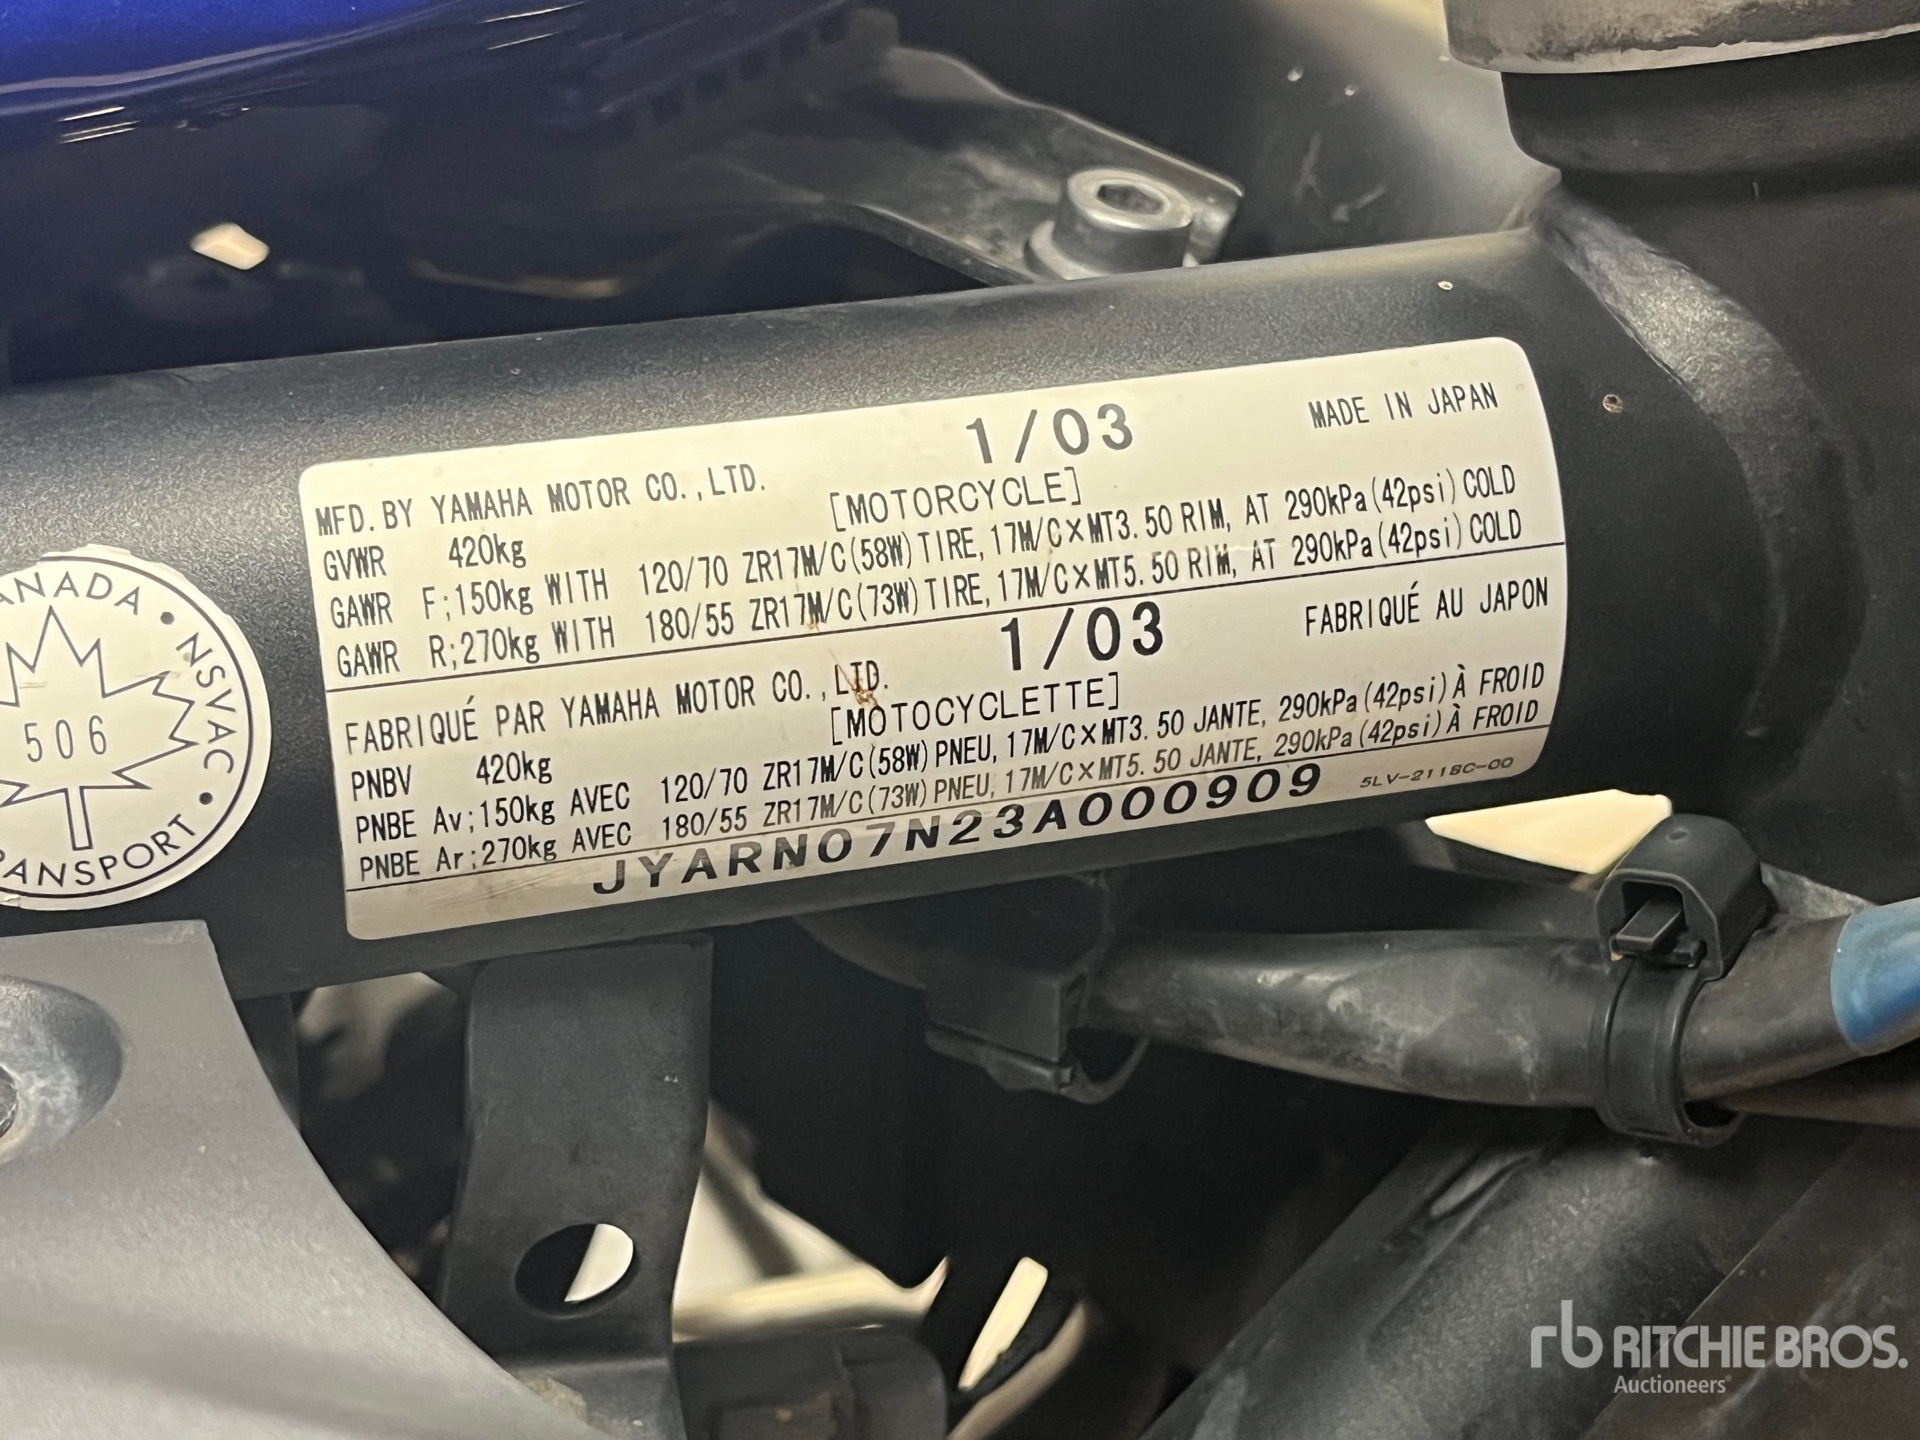 MFD. BY YAMAHA MOTOR CO., LTD. 1/03 MADE IN JAPAN
GVWR 420kg [MOTORCYCLE]
GAWR F;150kg WITH 120/70 ZR17M/C(58W)TIRE, 17M/C×MT3.50 RIM, AT 290kPa(42psi)COLD
GAWR R;270kg WITH 180/55 ZR17M/C(73W)TIRE, 17M/C×MT5.50 RIM, AT 290kPa(42psi)COLD
FABRIQUÉ PAR YAMAHA MOTOR CO., LTD. 1/03 FABRIQUÉ AU JAPON
PNBV 420kg [MOTOCYCLETTE]
PNBE Av;150kg AVEC 120/70 ZR17M/C(58W)PNEU, 17M/C×MT3.50 JANTE, 290kPa(42psi)À FROID
PNBE Ar;270kg AVEC 180/55 ZR17M/C(73W)PNEU, 17M/C×MT5.50 JANTE, 290kPa(42psi)À FROID
JYARN07N23A000909 5LV-2118C-00
ANADA • NSVAC •
506
ANSPORT
rb RITCHIE BROS.
Auctioneers